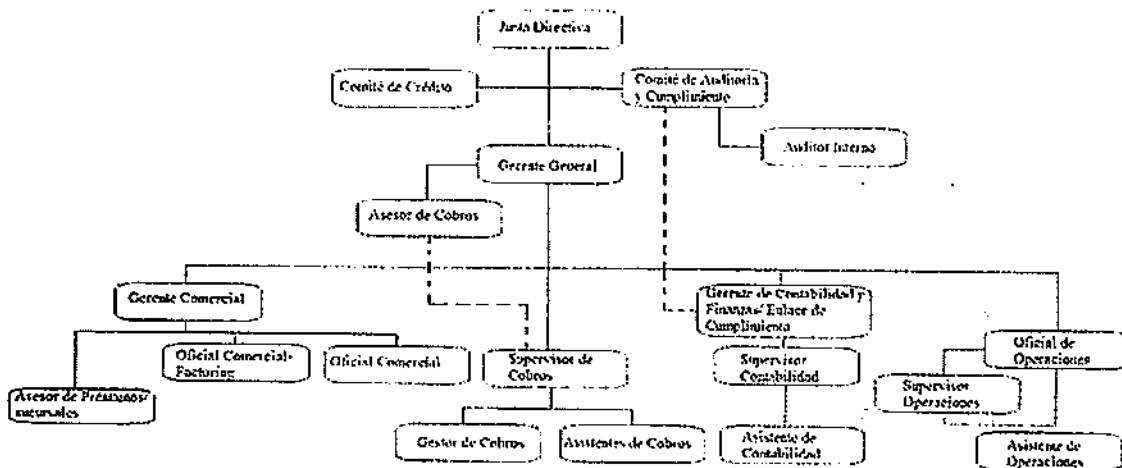 Junta Directiva
Comité de Crédito
Comité de Auditoria
y Cumplimiento
Auditor Interno
Gerente General
Asesor de Cobros
Gerente Comercial
Gerente de Contabilidad y
Finanzas/ Enlace de
Cumplimiento
Oficial Comercial-
Factoring
Oficial Comercial
Supervisor de
Cobros
Supervisor
Contabilidad
Oficial de
Operaciones
Asesor de Préstamos/
sucursales
Supervisor
Operaciones
Gestor de Cobros
Asistentes de Cobros
Asistente de
Contabilidad
Asistente de
Operaciones